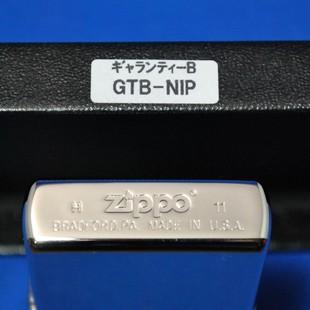 ギャランティーB
GTB-NIP
H zippo 11
BRADFORD,PA. MADE IN U.S.A.